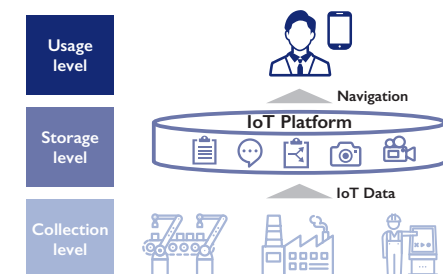 Usage
level
Navigation
IoT Platform
Storage
level
IoT Data
Collection
level